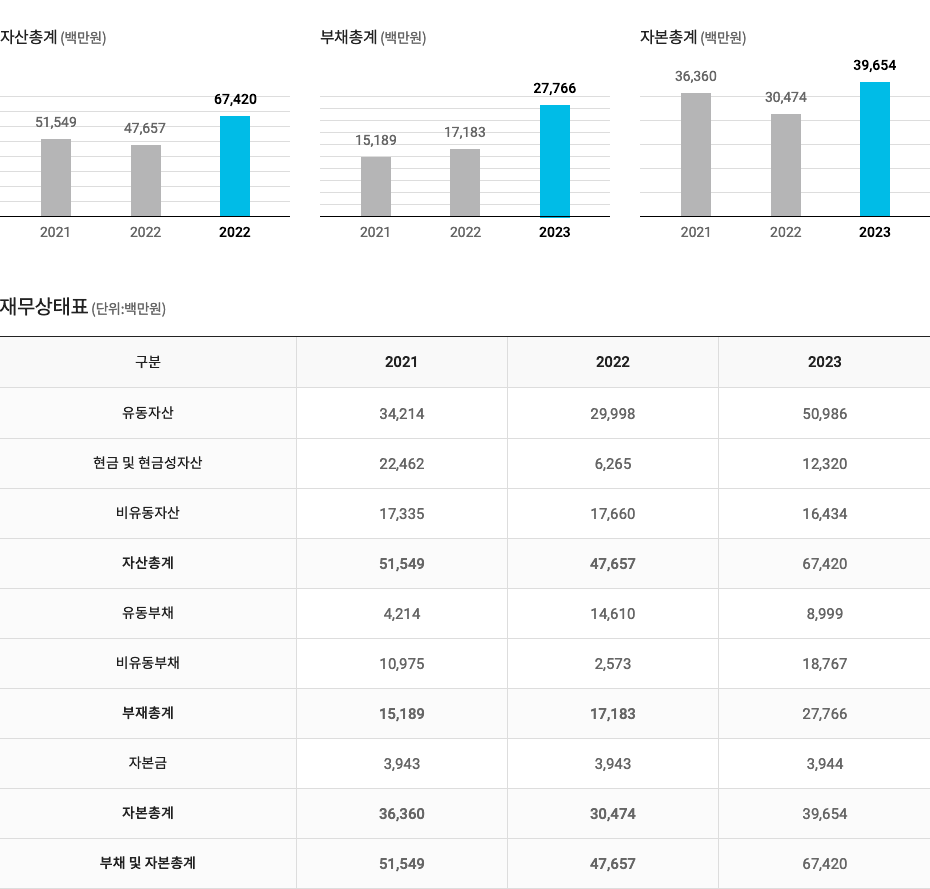 자산총계 (백만원)
51,549
47,657
67,420
2021
2022
2022
부채총계 (백만원)
15,189
17,183
27,766
2021
2022
2023
자본총계 (백만원)
36,360
30,474
39,654
2021
2022
2023
재무상태표 (단위:백만원)
구분 2021 2022 2023
유동자산 34,214 29,998 50,986
현금 및 현금성자산 22,462 6,265 12,320
비유동자산 17,335 17,660 16,434
자산총계 51,549 47,657 67,420
유동부채 4,214 14,610 8,999
비유동부채 10,975 2,573 18,767
부재총계 15,189 17,183 27,766
자본금 3,943 3,943 3,944
자본총계 36,360 30,474 39,654
부채 및 자본총계 51,549 47,657 67,420